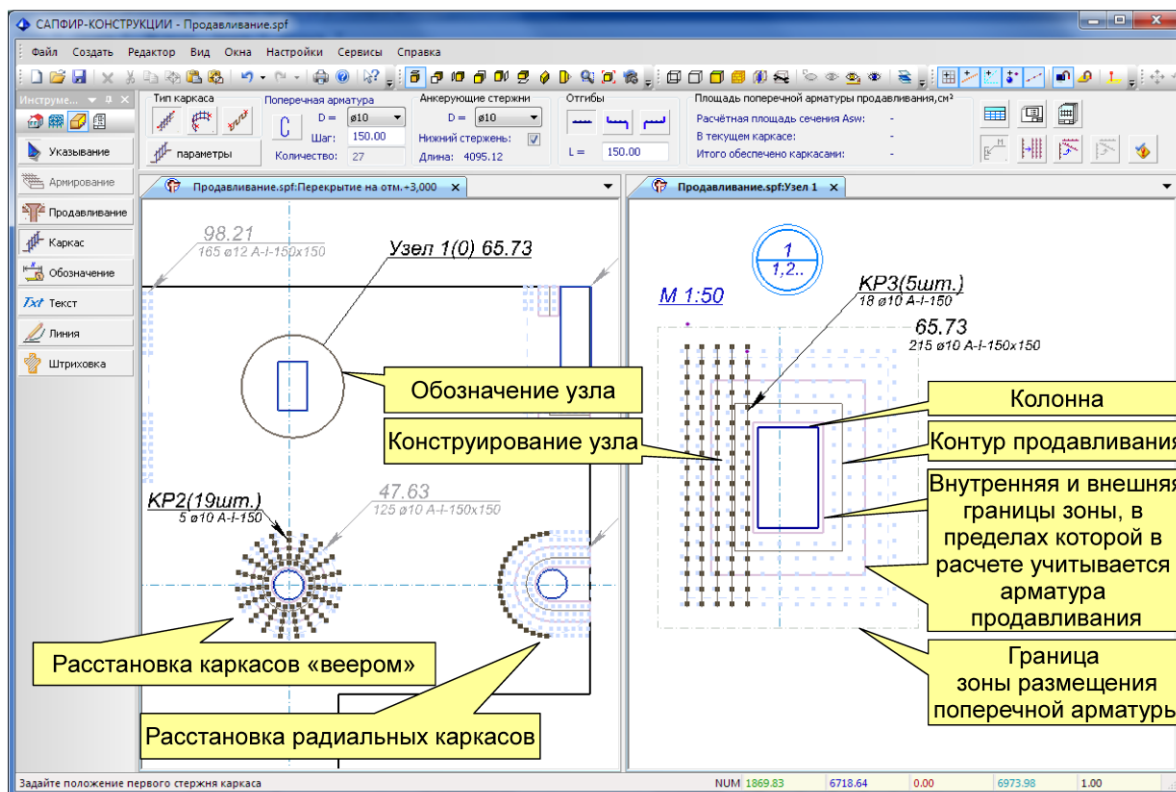 САПФИР-КОНСТРУКЦИИ - Продавливание.spf
Файл Создать Редактор Вид Окна Настройки Сервисы Справка
Инструме...
Тип каркаса
параметры
Поперечная арматура
D = ø10
Шаг: 150.00
Количество: 27
Анкерующие стержни
D = ø10
Нижний стержень:
Длина: 4095.12
Отгибы
L = 150.00
Площадь поперечной арматуры продавливания,см²
Расчётная площадь сечения Asw: -
В текущем каркасе: -
Итого обеспечено каркасами: -
Указывание
Армирование
Продавливание
Каркас
Обозначение
Txt Текст
Линия
Штриховка
Продавливание.spf:Перекрытие на отм.+3,000
98.21
165 ø12 A-I-150x150
Узел 1(0) 65.73
Обозначение узла
Конструирование узла
КР2(19шт.)
5 ø10 A-I-150
47.63
125 ø10 A-I-150x150
Расстановка каркасов «веером»
Расстановка радиальных каркасов
Продавливание.spf:Узел 1
1
1,2..
М 1:50
КР3(5шт.)
18 ø10 A-I-150
65.73
215 ø10 A-I-150x150
Колонна
Контур продавливания
Внутренняя и внешняя
границы зоны, в
пределах которой в
расчете учитывается
арматура
продавливания
Граница
зоны размещения
поперечной арматуры
Задайте положение первого стержня каркаса
NUM 1869.83 6718.64 0.00 6973.98 1.00